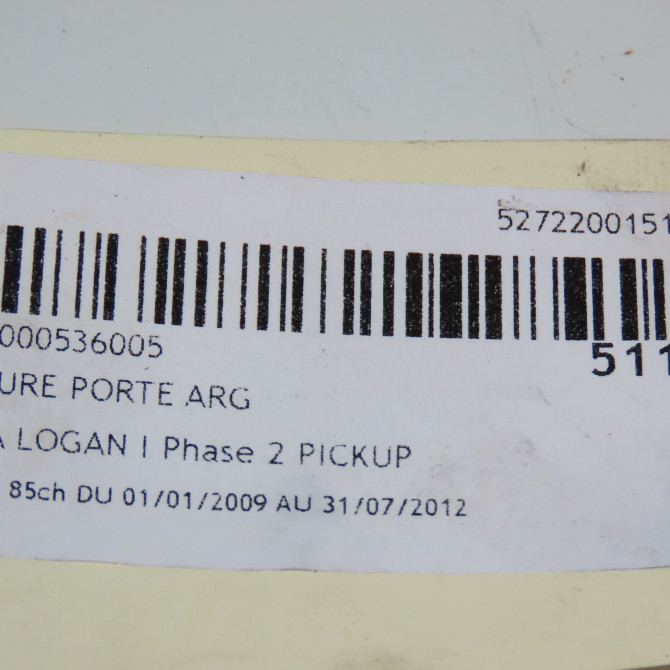 5272200151
000536005
511
URE PORTE ARG
A LOGAN I Phase 2 PICKUP
85ch DU 01/01/2009 AU 31/07/2012